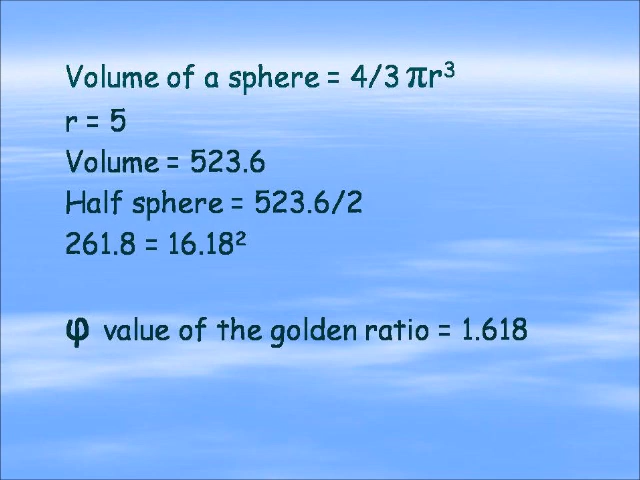 Volume of a sphere = 4/3 πr³
r = 5
Volume = 523.6
Half sphere = 523.6/2
261.8 = 16.18²
φ value of the golden ratio = 1.618